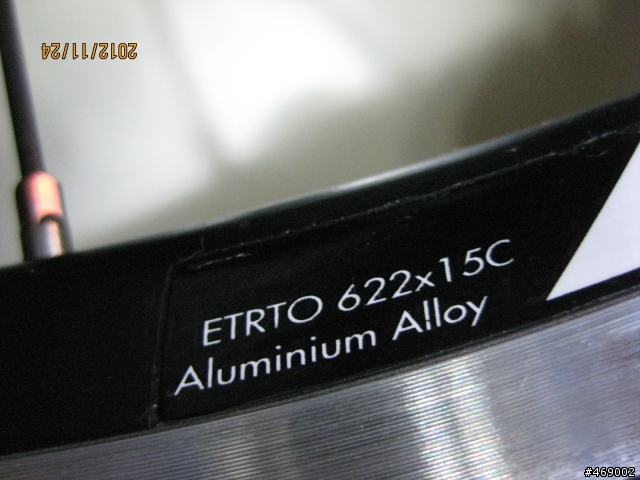 2012/11/24
ETRTO 622x15C
Aluminium Alloy
#469002